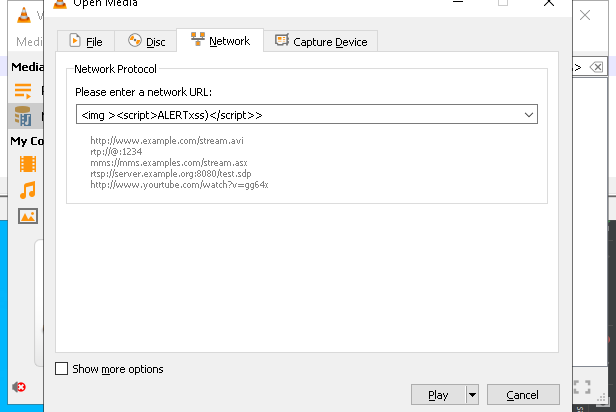 Open Media
Medi
File
Disc
Network
Capture Device
Media
Network Protocol
Please enter a network URL:
<img ><script>ALERTxss)</script>>
http://www.example.com/stream.avi
rtp://@:1234
mms://mms.examples.com/stream.asx
rtsp://server.example.org:8080/test.sdp
http://www.yourtube.com/watch?v=gg64x
My Co
Show more options
Play
Cancel